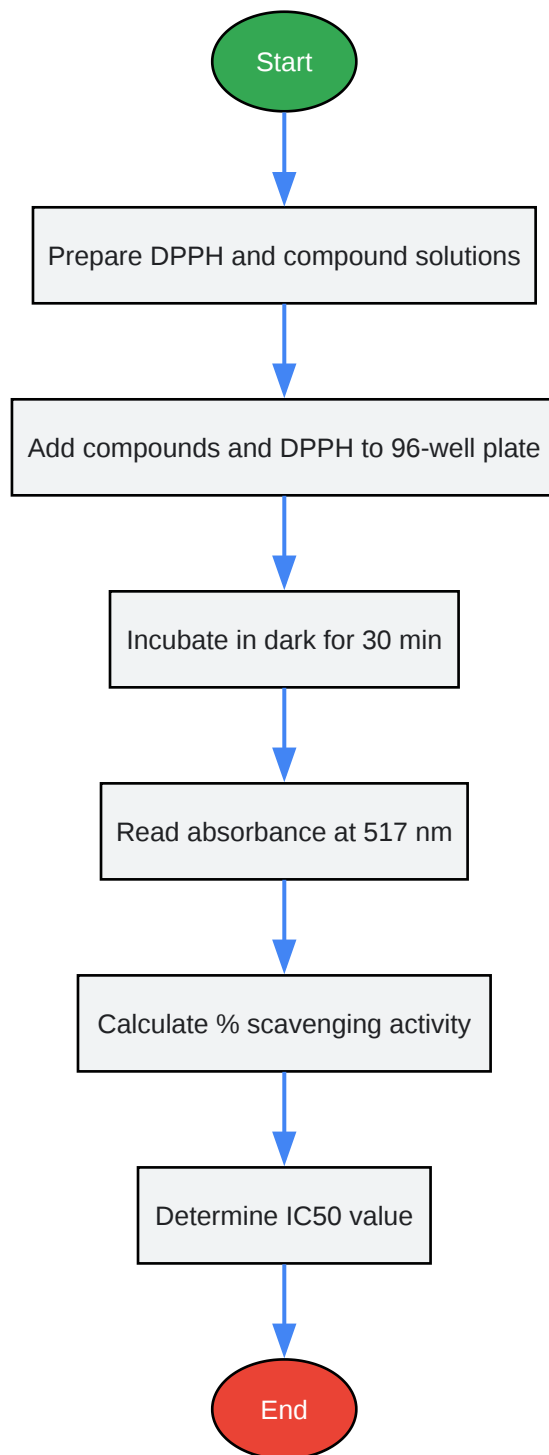 Start
Prepare DPPH and compound solutions
Add compounds and DPPH to 96-well plate
Incubate in dark for 30 min
Read absorbance at 517 nm
Calculate % scavenging activity
Determine IC50 value
End